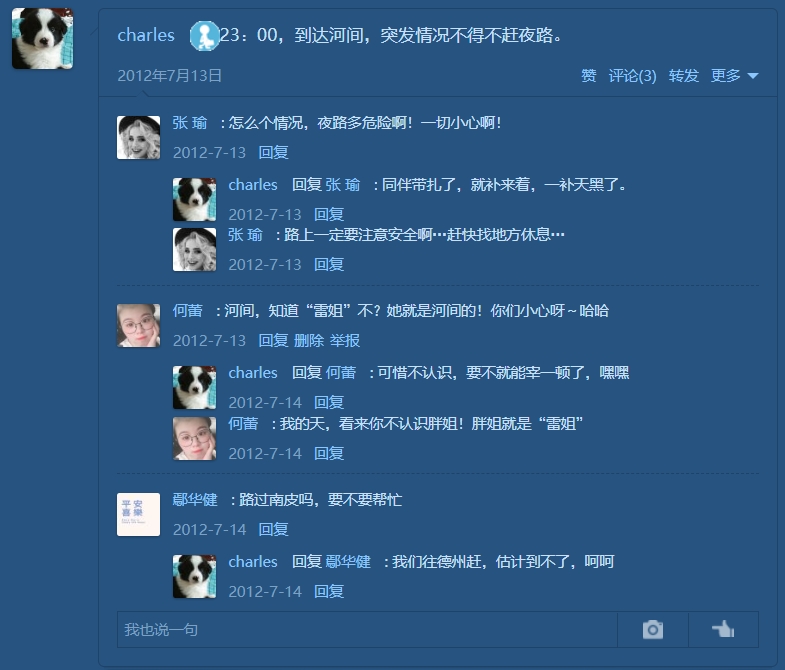 charles 23：00，到达河间，突发情况不得不赶夜路。
2012年7月13日 赞 评论(3) 转发 更多
张 瑜 ：怎么个情况，夜路多危险啊！一切小心啊！
2012-7-13 回复
charles 回复 张 瑜 ：同伴带扎了，就补来着，一补天黑了。
2012-7-13 回复
张 瑜 ：路上一定要注意安全啊…赶快找地方休息…
2012-7-13 回复
何蕾 ：河间，知道“雷姐”不？她就是河间的！你们小心呀～哈哈
2012-7-13 回复 删除 举报
charles 回复 何蕾 ：可惜不认识，要不就能宰一顿了，嘿嘿
2012-7-14 回复
何蕾 ：我的天，看来你不认识胖姐！胖姐就是“雷姐”
2012-7-14 回复
平安
喜樂
鄢华健 ：路过南皮吗，要不要帮忙
2012-7-14 回复
charles 回复 鄢华健 ：我们往德州赶，估计到不了，呵呵
2012-7-14 回复
我也说一句